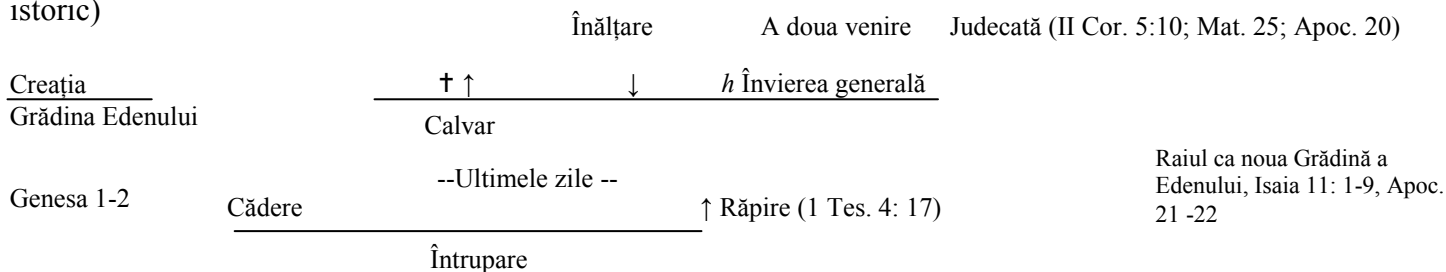 istoric)
Înălțare A doua venire Judecată (II Cor. 5:10; Mat. 25; Apoc. 20)
Creația ✝ ↑ ↓ h Învierea generală
Grădina Edenului Calvar
--Ultimele zile --
Genesa 1-2 Cădere ↑ Răpire (1 Tes. 4: 17)
Întrupare
Raiul ca noua Grădină a
Edenului, Isaia 11: 1-9, Apoc.
21 -22